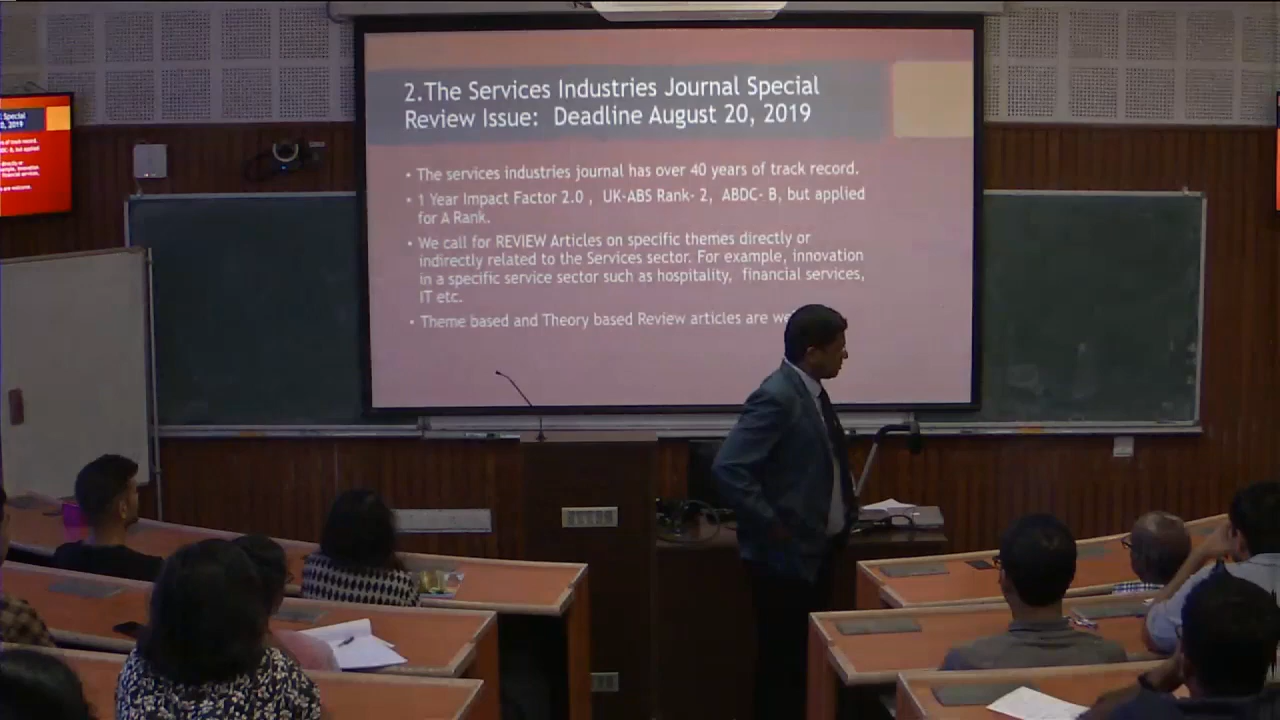 2.The Services Industries Journal Special
Review Issue: Deadline August 20, 2019
• The services industries journal has over 40 years of track record.
• 1 Year Impact Factor 2.0 , UK-ABS Rank- 2, ABDC- B, but applied
for A Rank.
• We call for REVIEW Articles on specific themes directly or
indirectly related to the Services sector. For example, innovation
in a specific service sector such as hospitality, financial services,
IT etc.
• Theme based and Theory based Review articles are